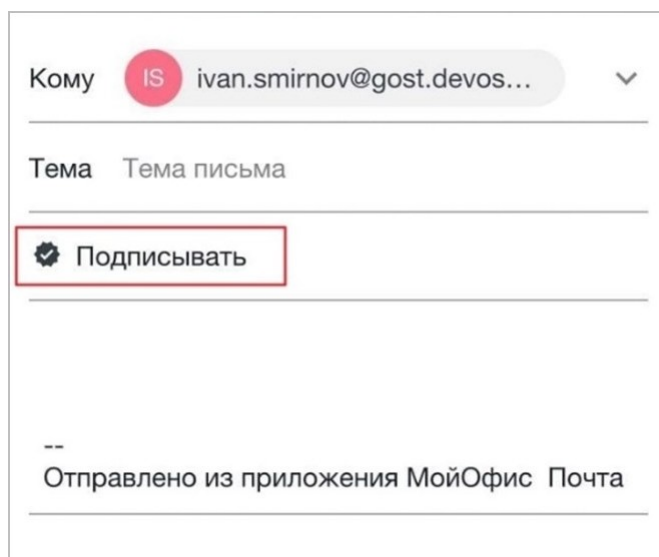 Кому IS ivan.smirnov@gost.devos...
Тема Тема письма
Подписывать
--
Отправлено из приложения МойОфис Почта